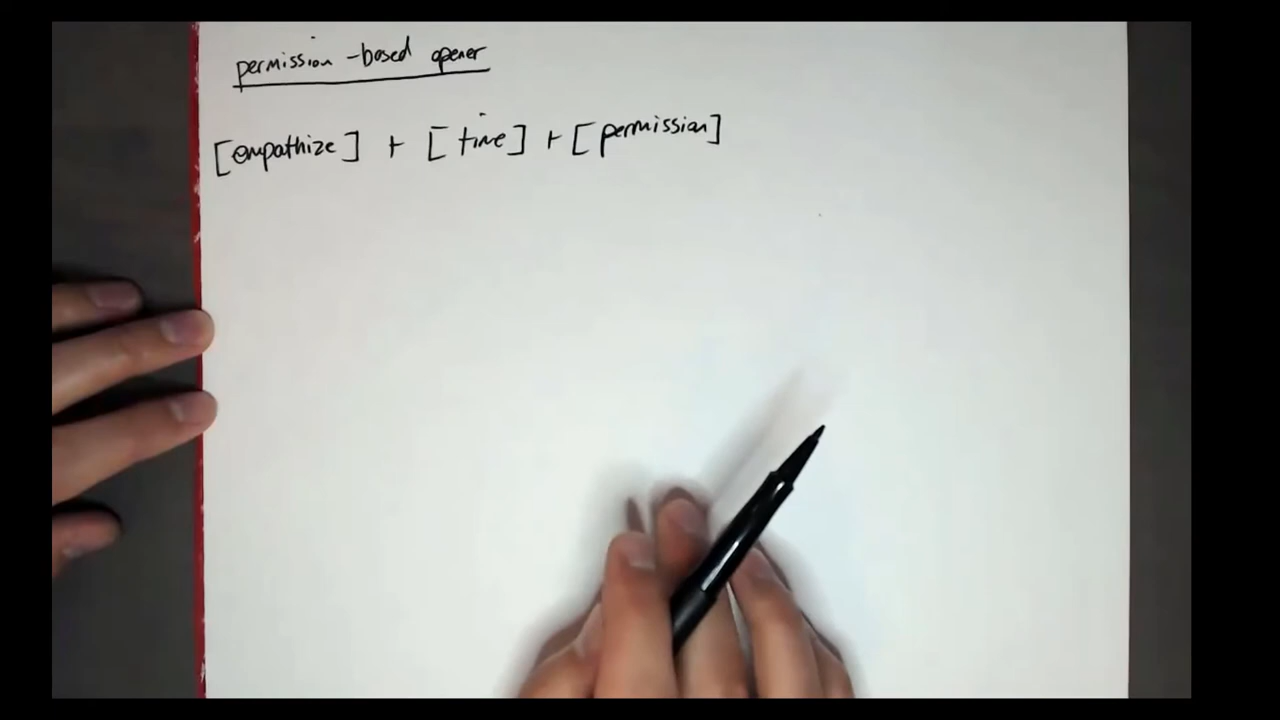 permission-based opener
[empathize] + [time] + [permission]